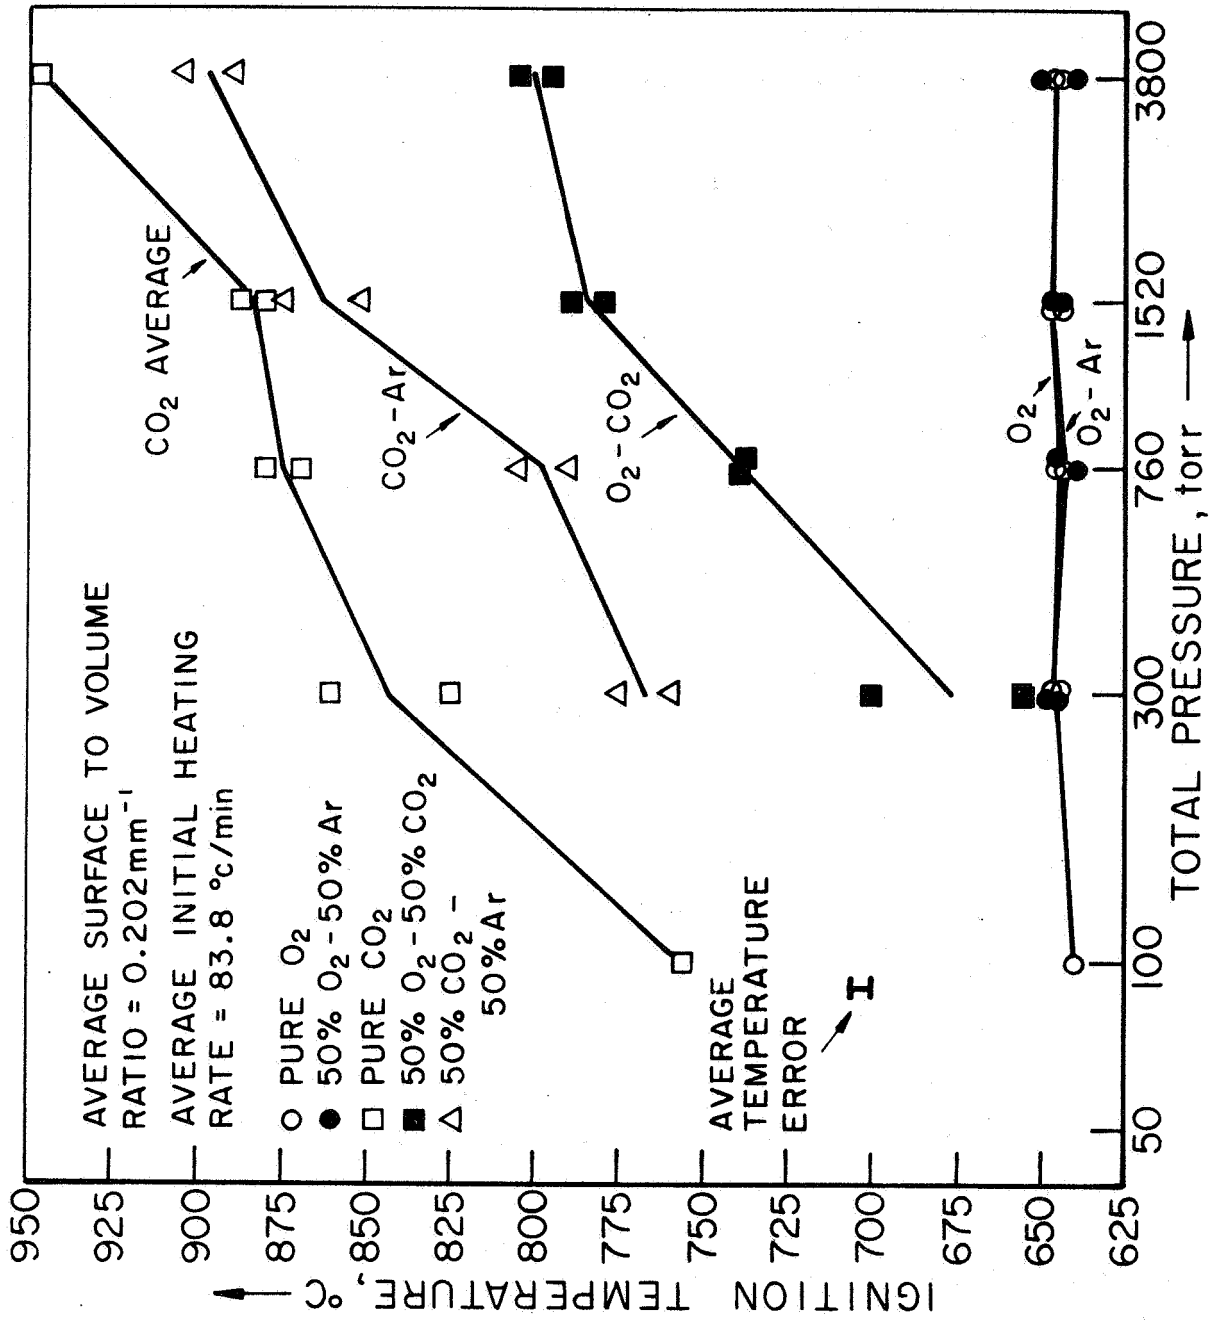 AVERAGE SURFACE TO VOLUME
RATIO = 0.202mm⁻¹
AVERAGE INITIAL HEATING
RATE = 83.8 °C/min
○ PURE O₂
● 50% O₂-50% Ar
□ PURE CO₂
■ 50% O₂-50% CO₂
△ 50% CO₂-
50% Ar
CO₂ AVERAGE
CO₂-Ar
O₂-CO₂
O₂
O₂-Ar
AVERAGE
TEMPERATURE
ERROR
IGNITION TEMPERATURE, °C →
950
925
900
875
850
825
800
775
750
725
700
675
650
625
50
100
300
760
1520
3800
TOTAL PRESSURE, torr →